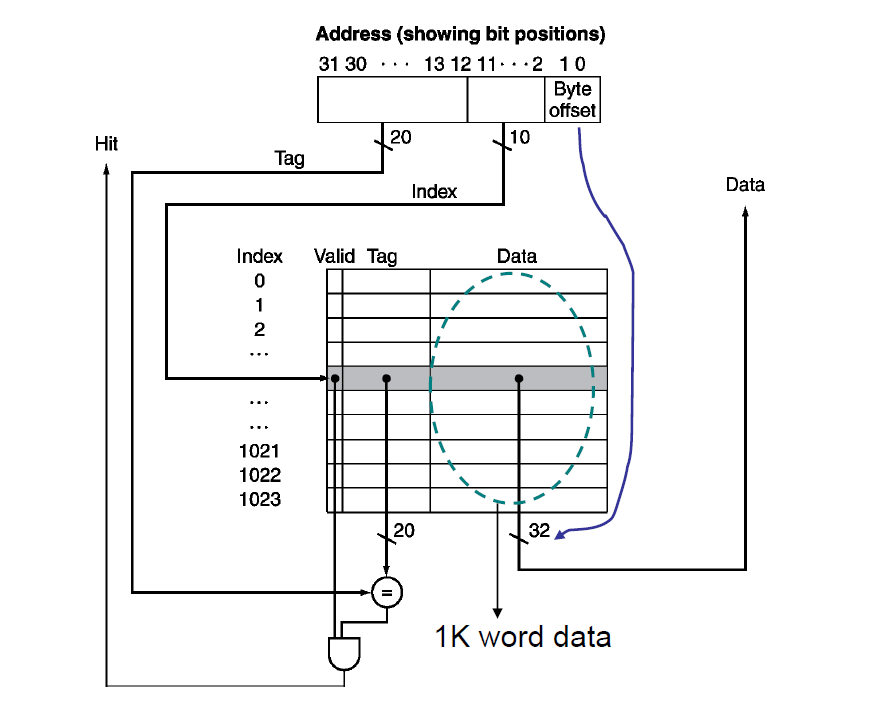 Address (showing bit positions)
31 30 · · · 13 12 11 · · · 2 1 0
Byte
offset
20
10
Hit
Tag
Index
Data
Index Valid Tag Data
0
1
2
...
...
...
1021
1022
1023
20
32
=
1K word data